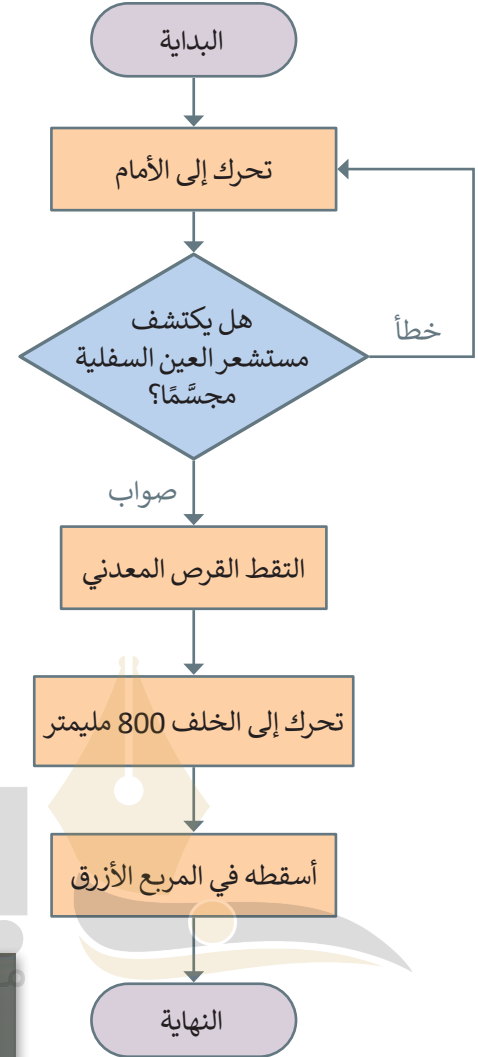 البداية
تحرك إلى الأمام
هل يكتشف
مستشعر العين السفلية
مجسَّمًا؟
خطأ
صواب
التقط القرص المعدني
تحرك إلى الخلف 800 مليمتر
أسقطه في المربع الأزرق
النهاية